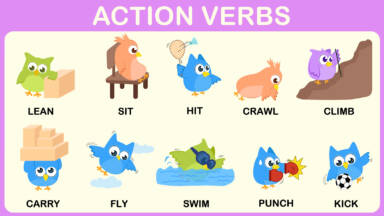 ACTION VERBS
LEAN SIT HIT CRAWL CLIMB
CARRY FLY SWIM PUNCH KICK